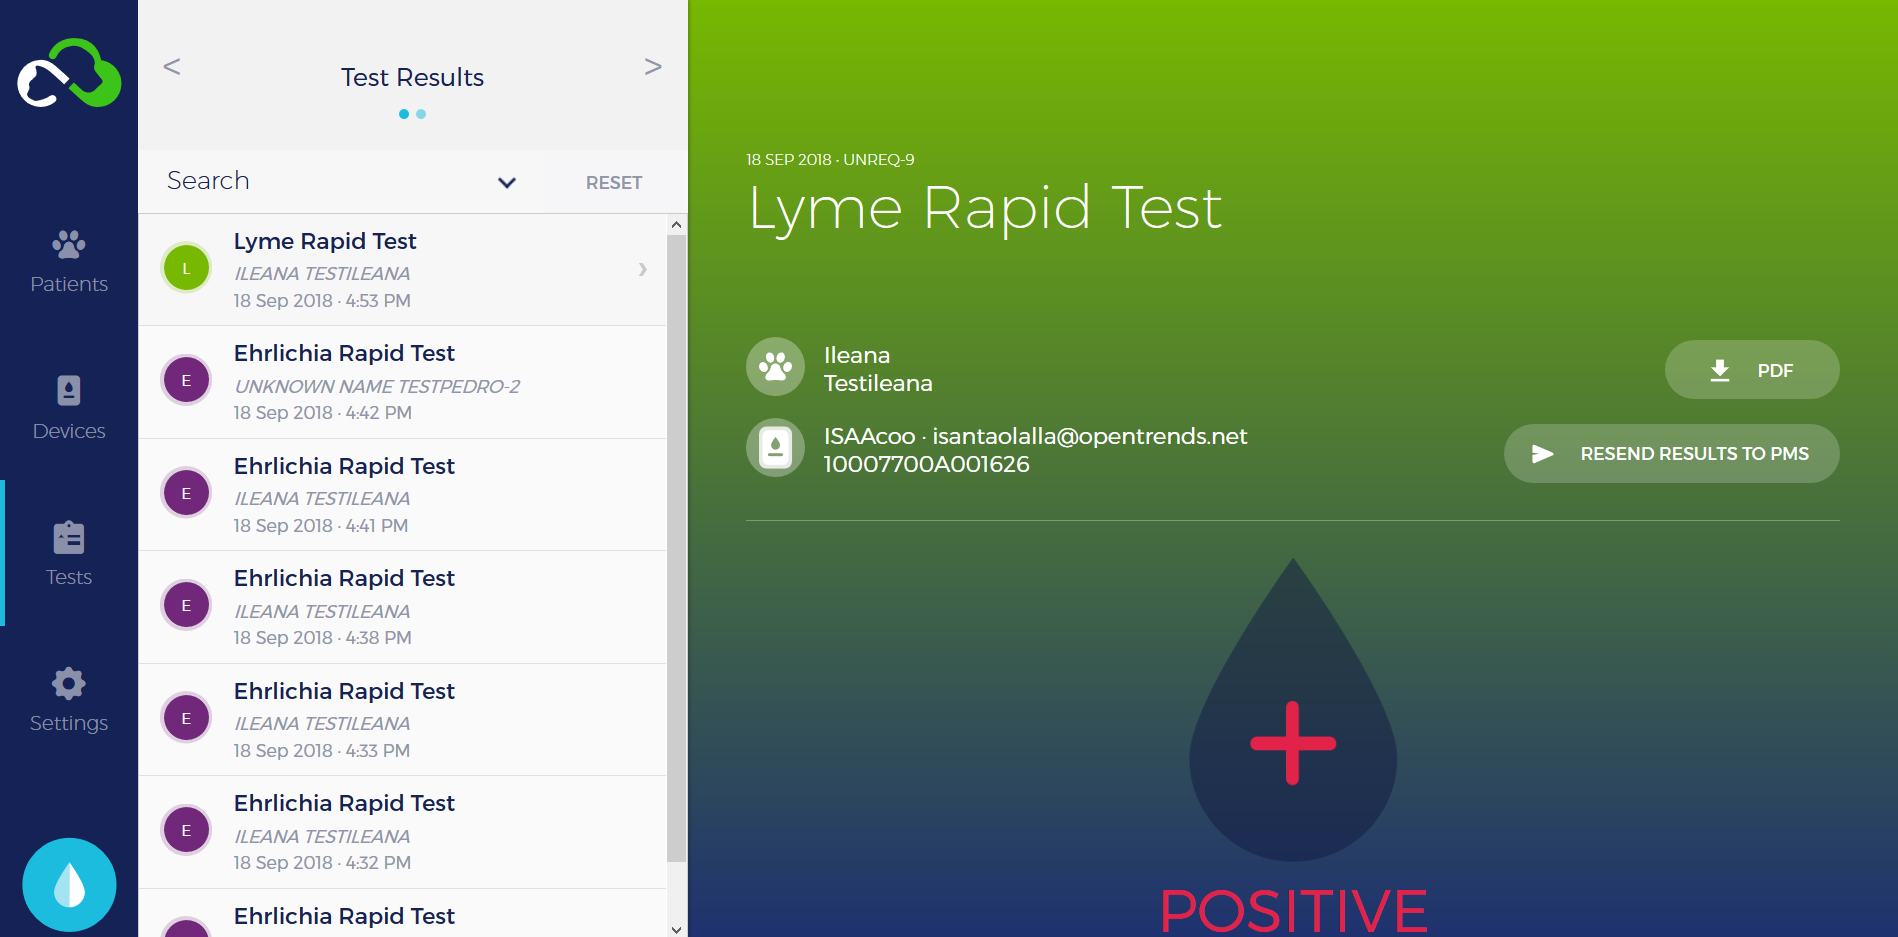 Patients
Devices
Tests
Settings
<
Test Results
>
Search
RESET
L
Lyme Rapid Test
ILEANA TESTILEANA
18 Sep 2018 · 4:53 PM
E
Ehrlichia Rapid Test
UNKNOWN NAME TESTPEDRO-2
18 Sep 2018 · 4:42 PM
E
Ehrlichia Rapid Test
ILEANA TESTILEANA
18 Sep 2018 · 4:41 PM
E
Ehrlichia Rapid Test
ILEANA TESTILEANA
18 Sep 2018 · 4:38 PM
E
Ehrlichia Rapid Test
ILEANA TESTILEANA
18 Sep 2018 · 4:33 PM
E
Ehrlichia Rapid Test
ILEANA TESTILEANA
18 Sep 2018 · 4:32 PM
Ehrlichia Rapid Test
18 SEP 2018 · UNREQ-9
Lyme Rapid Test
Ileana
Testileana
PDF
ISAAcoo · isantaolalla@opentrends.net
10007700A001626
RESEND RESULTS TO PMS
POSITIVE